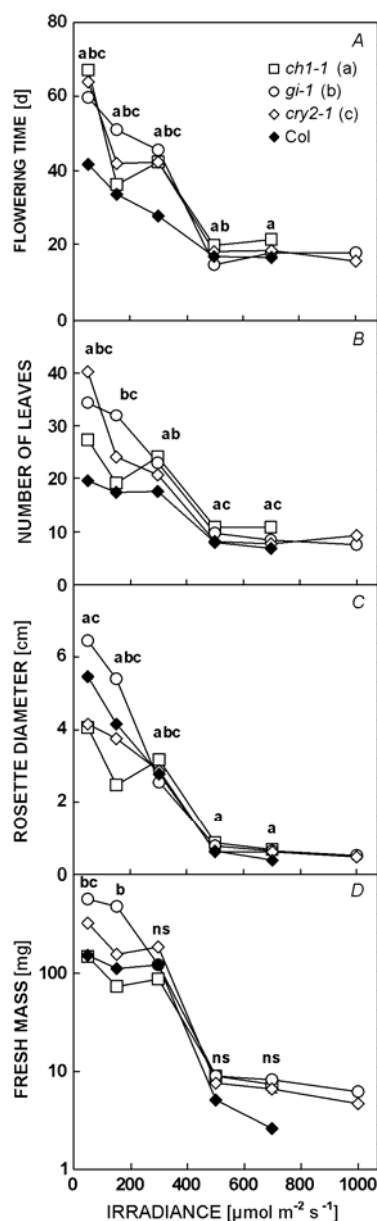 abc
A
abc
abc
ch1-1 (a)
gi-1 (b)
cry2-1 (c)
Col
ab
a
FLOWERING TIME [d]
80
60
40
20
0
abc
B
bc
ab
ac
ac
NUMBER OF LEAVES
40
30
20
10
0
ac
C
abc
abc
a
a
ROSETTE DIAMETER [cm]
6
4
2
0
bc
b
D
ns
ns
ns
FRESH MASS [mg]
100
10
1
0 200 400 600 800 1000
IRRADIANCE [µmol m⁻² s⁻¹]